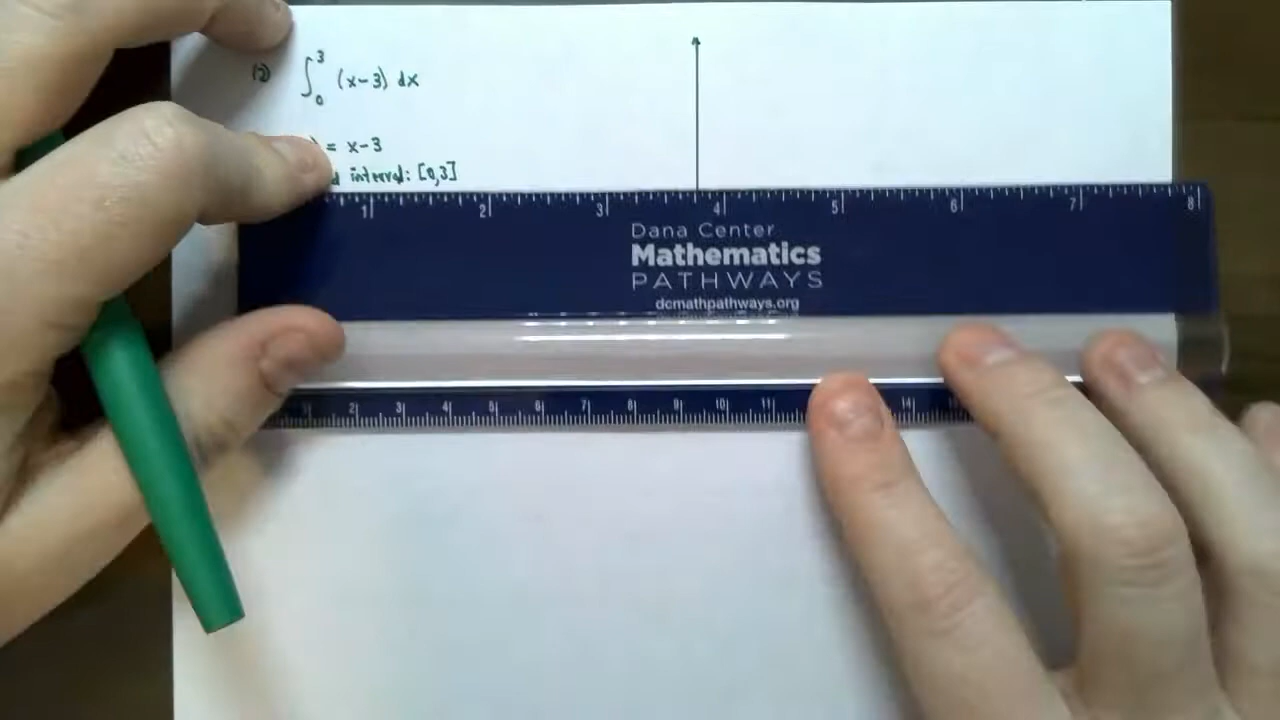 (2) ∫₀³ (x-3) dx
) = x-3
d interval: [0,3]
1 2 3 4 5 6 7 8
Dana Center
Mathematics
PATHWAYS
dcmathpathways.org
1 2 3 4 5 6 7 8 9 10 11 14